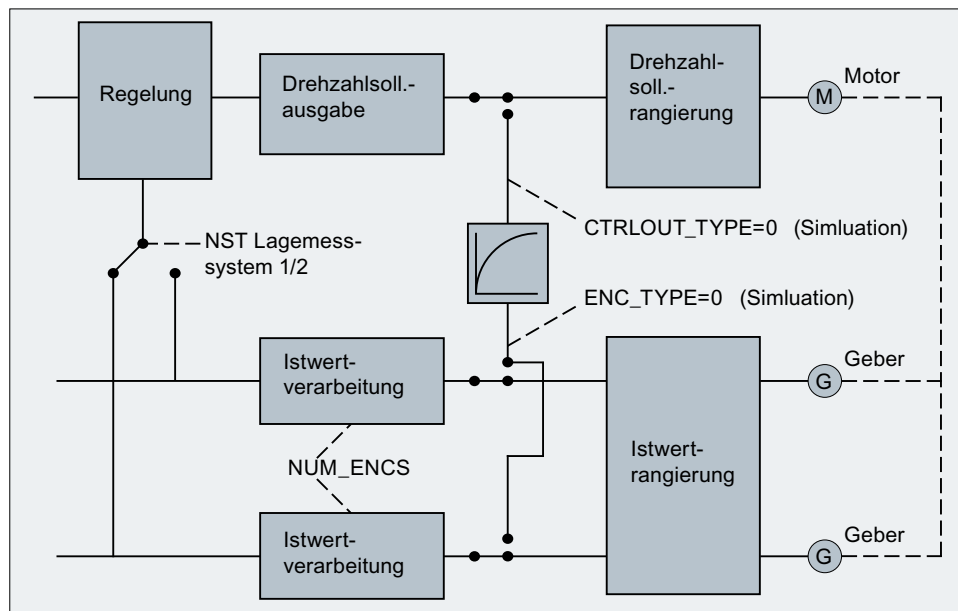 Regelung
Drehzahlsoll.-
ausgabe
Drehzahl-
soll.-
rangierung
Motor
M
CTRLOUT_TYPE=0 (Simluation)
NST Lagemess-
system 1/2
ENC_TYPE=0 (Simluation)
Istwert-
verarbeitung
Geber
G
NUM_ENCS
Istwert-
rangierung
Istwert-
verarbeitung
Geber
G